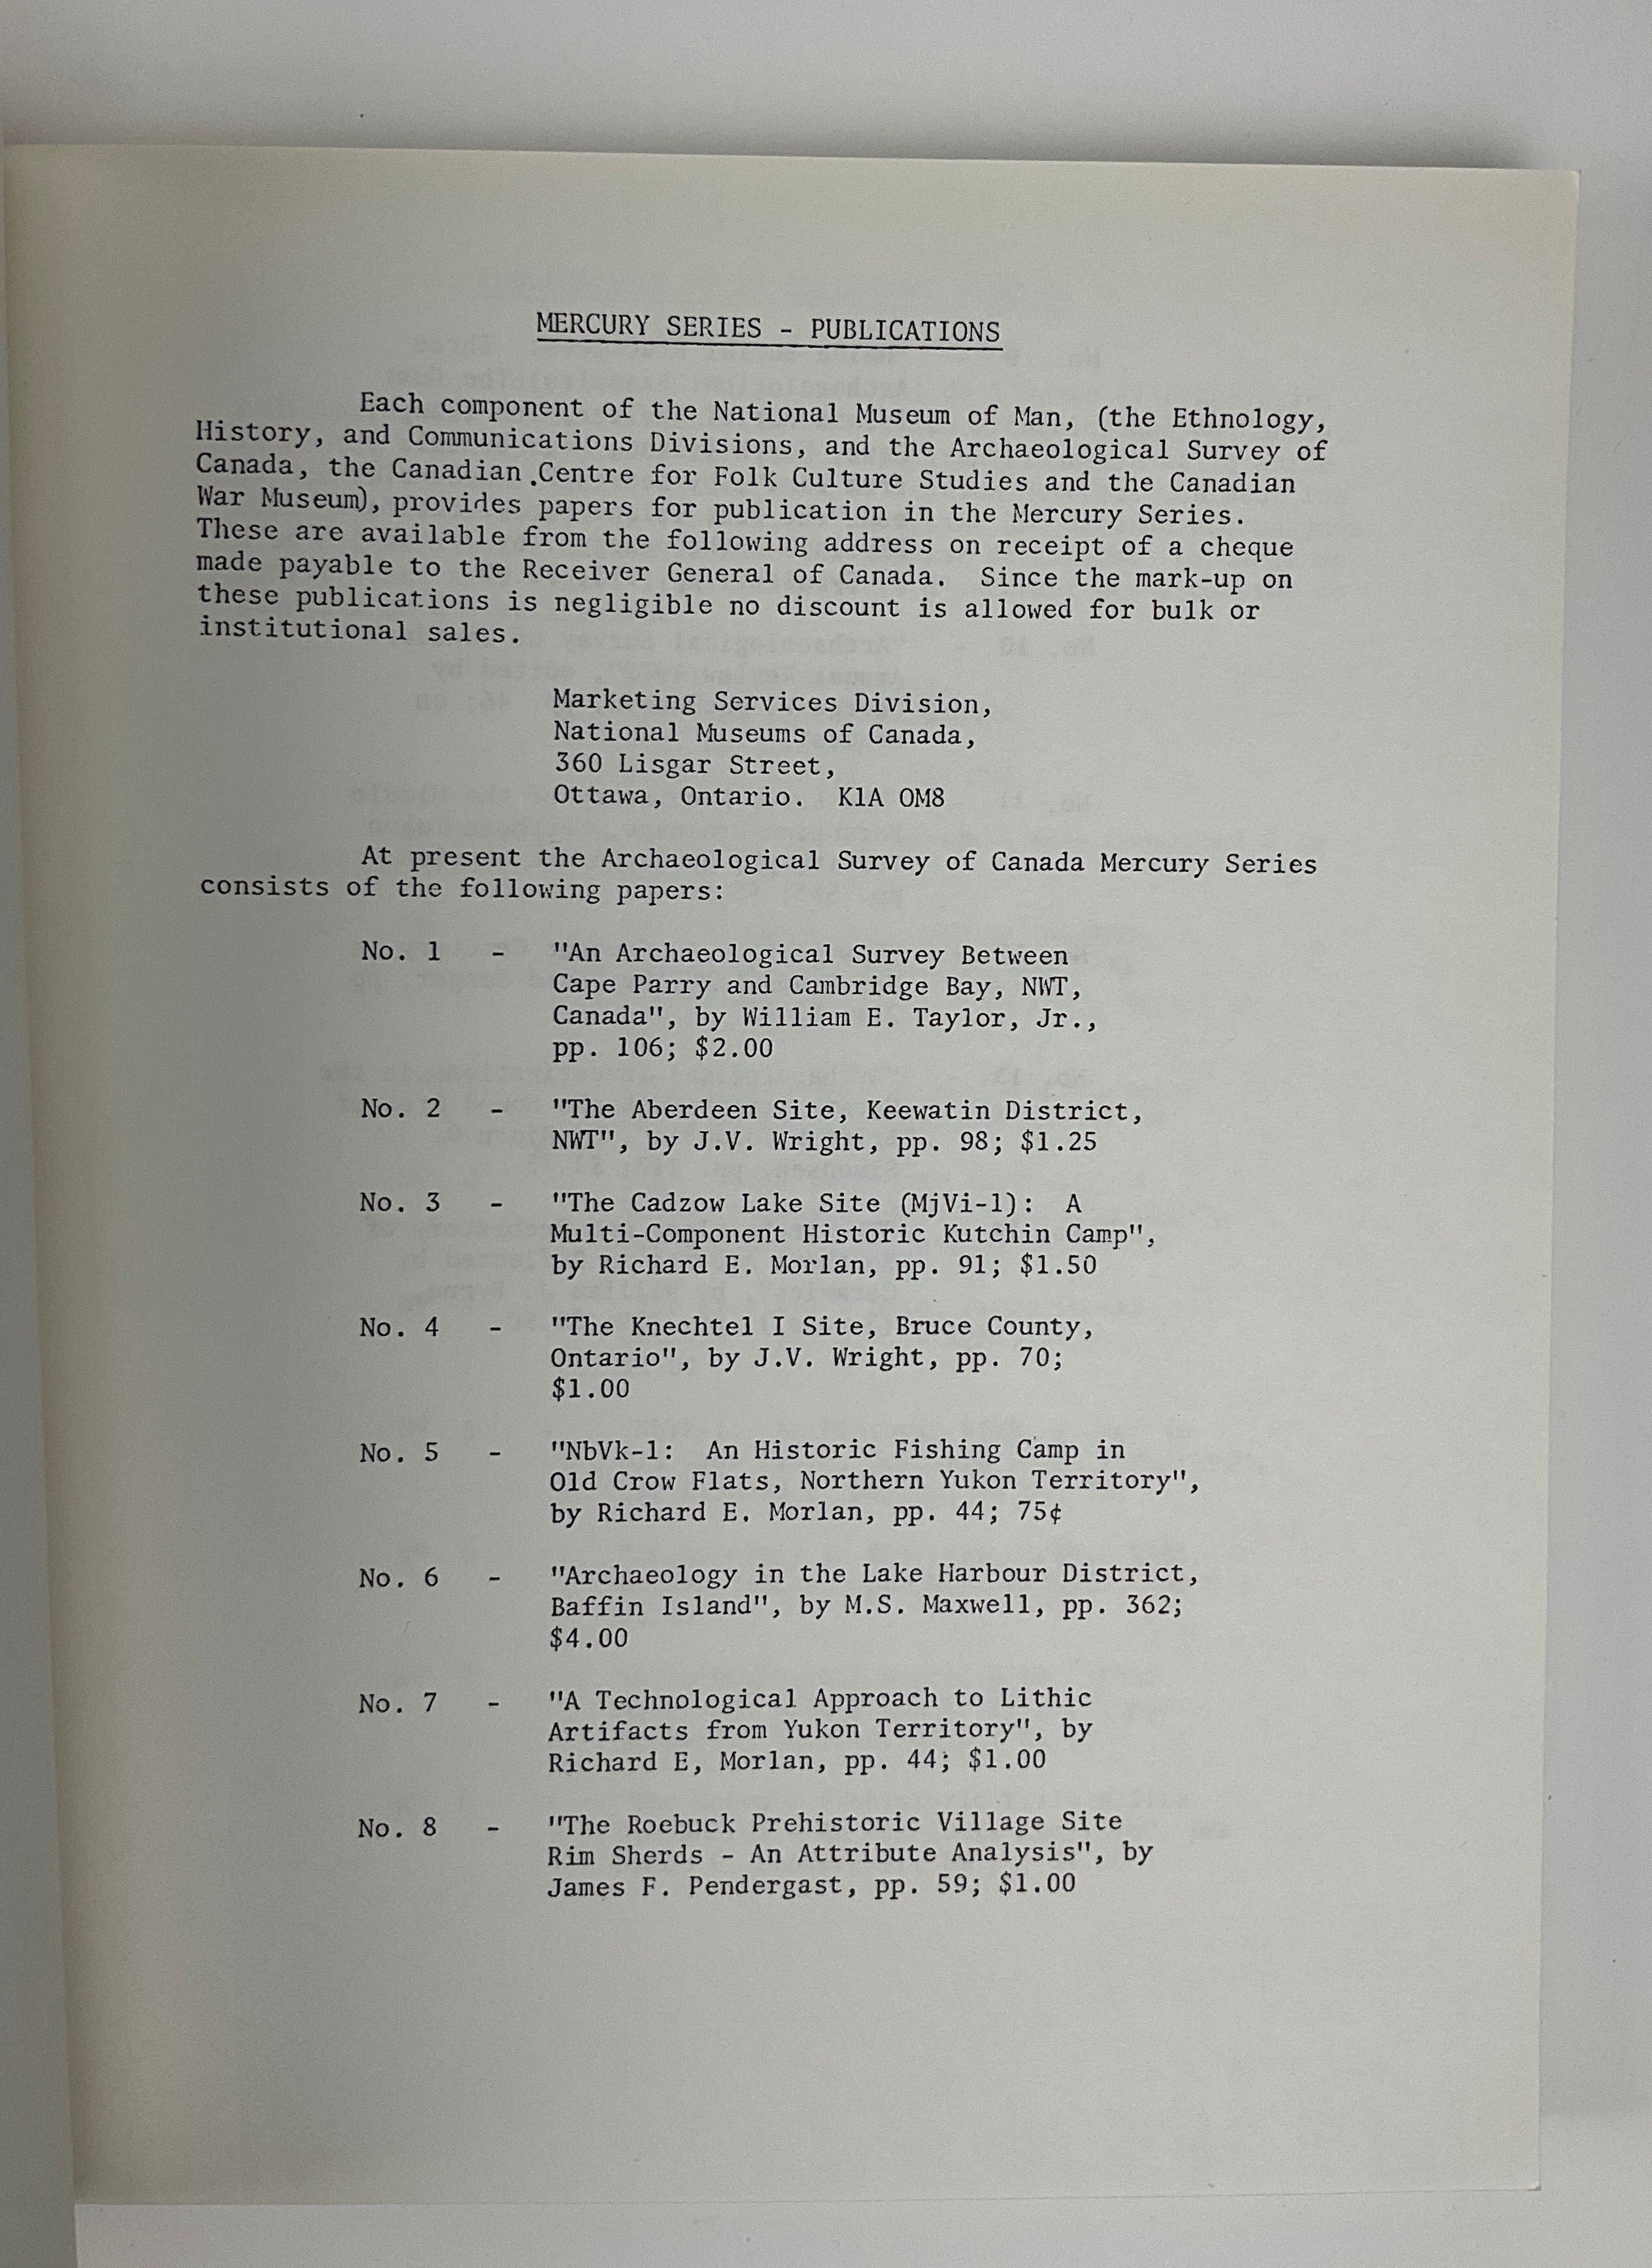 MERCURY SERIES - PUBLICATIONS
Each component of the National Museum of Man, (the Ethnology,
History, and Communications Divisions, and the Archaeological Survey of
Canada, the Canadian Centre for Folk Culture Studies and the Canadian
War Museum), provides papers for publication in the Mercury Series.
These are available from the following address on receipt of a cheque
made payable to the Receiver General of Canada. Since the mark-up on
these publications is negligible no discount is allowed for bulk or
institutional sales.
Marketing Services Division,
National Museums of Canada,
360 Lisgar Street,
Ottawa, Ontario. K1A OM8
At present the Archaeological Survey of Canada Mercury Series
consists of the following papers:
No. 1 - "An Archaeological Survey Between
Cape Parry and Cambridge Bay, NWT,
Canada", by William E. Taylor, Jr.,
pp. 106; $2.00
No. 2 - "The Aberdeen Site, Keewatin District,
NWT", by J.V. Wright, pp. 98; $1.25
No. 3 - "The Cadzow Lake Site (MjVi-1): A
Multi-Component Historic Kutchin Camp",
by Richard E. Morlan, pp. 91; $1.50
No. 4 - "The Knechtel I Site, Bruce County,
Ontario", by J.V. Wright, pp. 70;
$1.00
No. 5 - "NbVk-1: An Historic Fishing Camp in
Old Crow Flats, Northern Yukon Territory",
by Richard E. Morlan, pp. 44; 75¢
No. 6 - "Archaeology in the Lake Harbour District,
Baffin Island", by M.S. Maxwell, pp. 362;
$4.00
No. 7 - "A Technological Approach to Lithic
Artifacts from Yukon Territory", by
Richard E, Morlan, pp. 44; $1.00
No. 8 - "The Roebuck Prehistoric Village Site
Rim Sherds - An Attribute Analysis", by
James F. Pendergast, pp. 59; $1.00